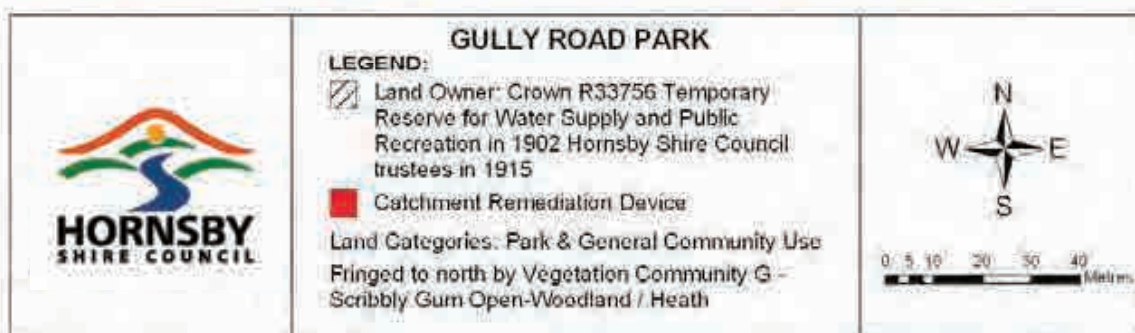 HORNSBY
SHIRE COUNCIL
GULLY ROAD PARK
LEGEND:
Land Owner: Crown R33756 Temporary
Reserve for Water Supply and Public
Recreation in 1902 Hornsby Shire Council
trustees in 1915
Catchment Remediation Device
Land Categories: Park & General Community Use
Fringed to north by Vegetation Community G -
Scribbly Gum Open-Woodland / Heath
N
W E
S
0 5 10 20 30 40
Metres